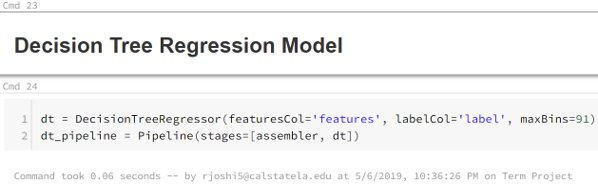 Cmd 23
Decision Tree Regression Model
Cmd 24
1 dt = DecisionTreeRegressor(featuresCol='features', labelCol='label', maxBins=91)
2 dt_pipeline = Pipeline(stages=[assembler, dt])
Command took 0.06 seconds -- by rjoshi5@calstatela.edu at 5/6/2019, 10:36:26 PM on Term Project